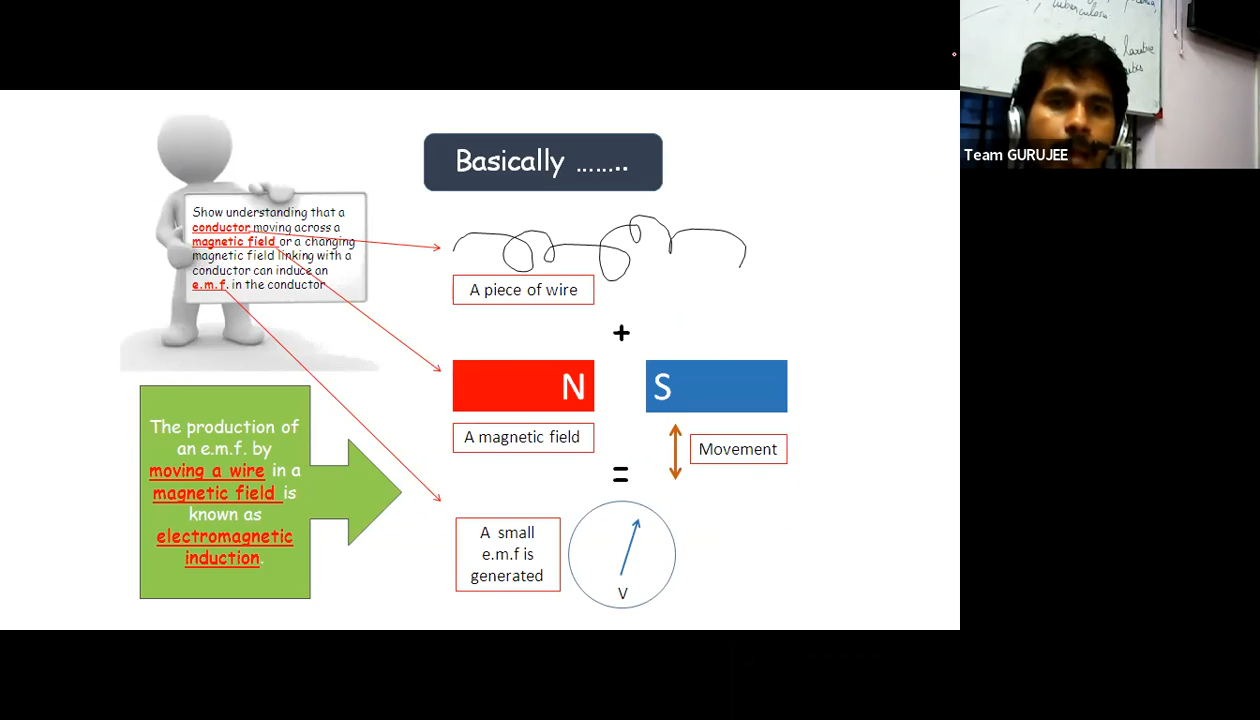 Basically .......
Show understanding that a
conductor moving across a
magnetic field or a changing
magnetic field linking with a
conductor can induce an
e.m.f. in the conductor
A piece of wire
+
N
S
A magnetic field
Movement
=
The production of
an e.m.f. by
moving a wire in a
magnetic field is
known as
electromagnetic
induction.
A small
e.m.f is
generated
V
tuberculosis
laxative
Team GURUJEE